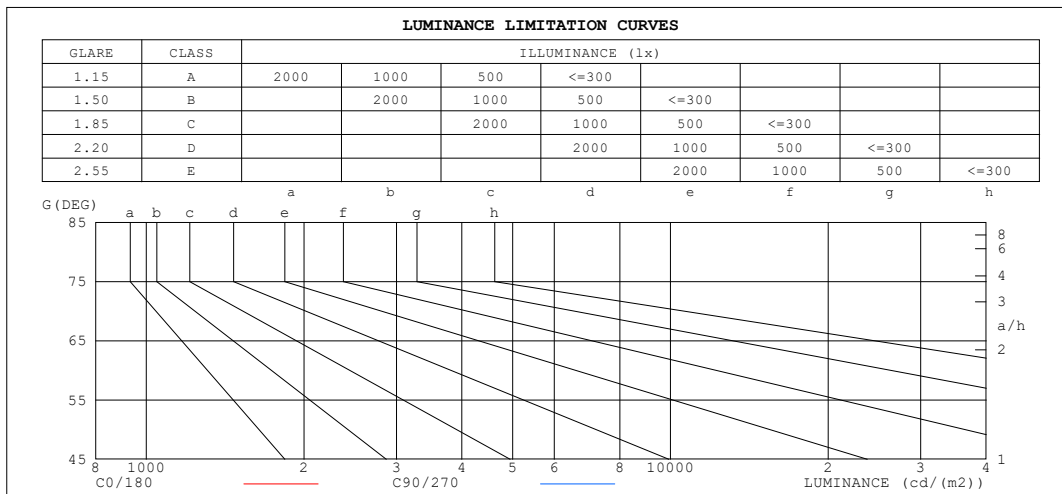 LUMINANCE LIMITATION CURVES
GLARE CLASS ILLUMINANCE (lx)
1.15 A 2000 1000 500 <=300
1.50 B 2000 1000 500 <=300
1.85 C 2000 1000 500 <=300
2.20 D 2000 1000 500 <=300
2.55 E 2000 1000 500 <=300
a b c d e f g h
G(DEG)
a b c d e f g h
85
8
6
75 4
3
a/h
65
2
55
45 1
8 1000 2 3 4 5 6 8 10000 2 3 4
C0/180 C90/270 LUMINANCE (cd/(m2))